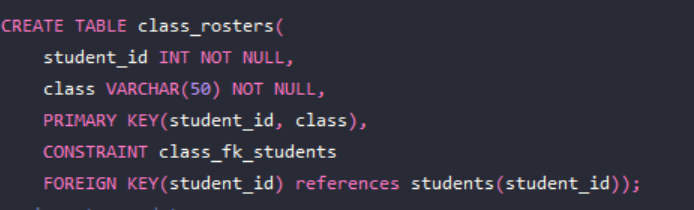 CREATE TABLE class_rosters(
student_id INT NOT NULL,
class VARCHAR(50) NOT NULL,
PRIMARY KEY(student_id, class),
CONSTRAINT class_fk_students
FOREIGN KEY(student_id) references students(student_id));